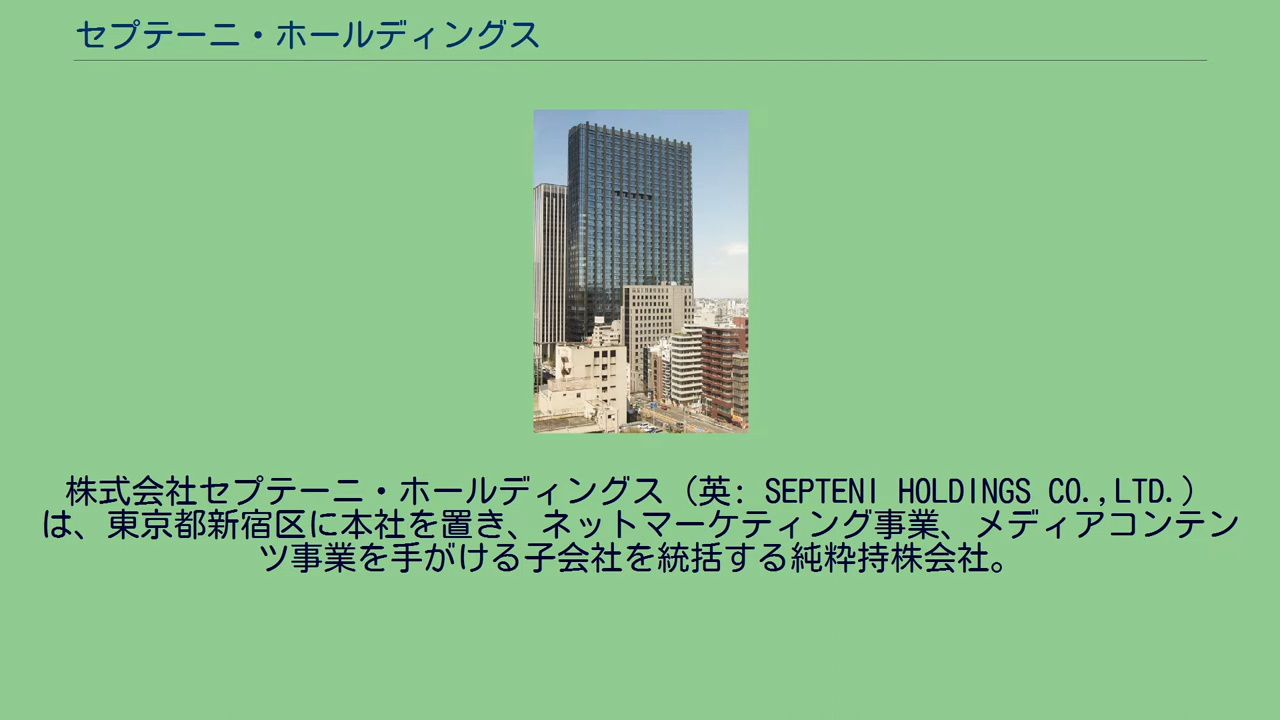 セプテーニ・ホールディングス
株式会社セプテーニ・ホールディングス（英: SEPTENI HOLDINGS CO.,LTD.）
は、東京都新宿区に本社を置き、ネットマーケティング事業、メディアコンテン
ツ事業を手がける子会社を統括する純粋持株会社。